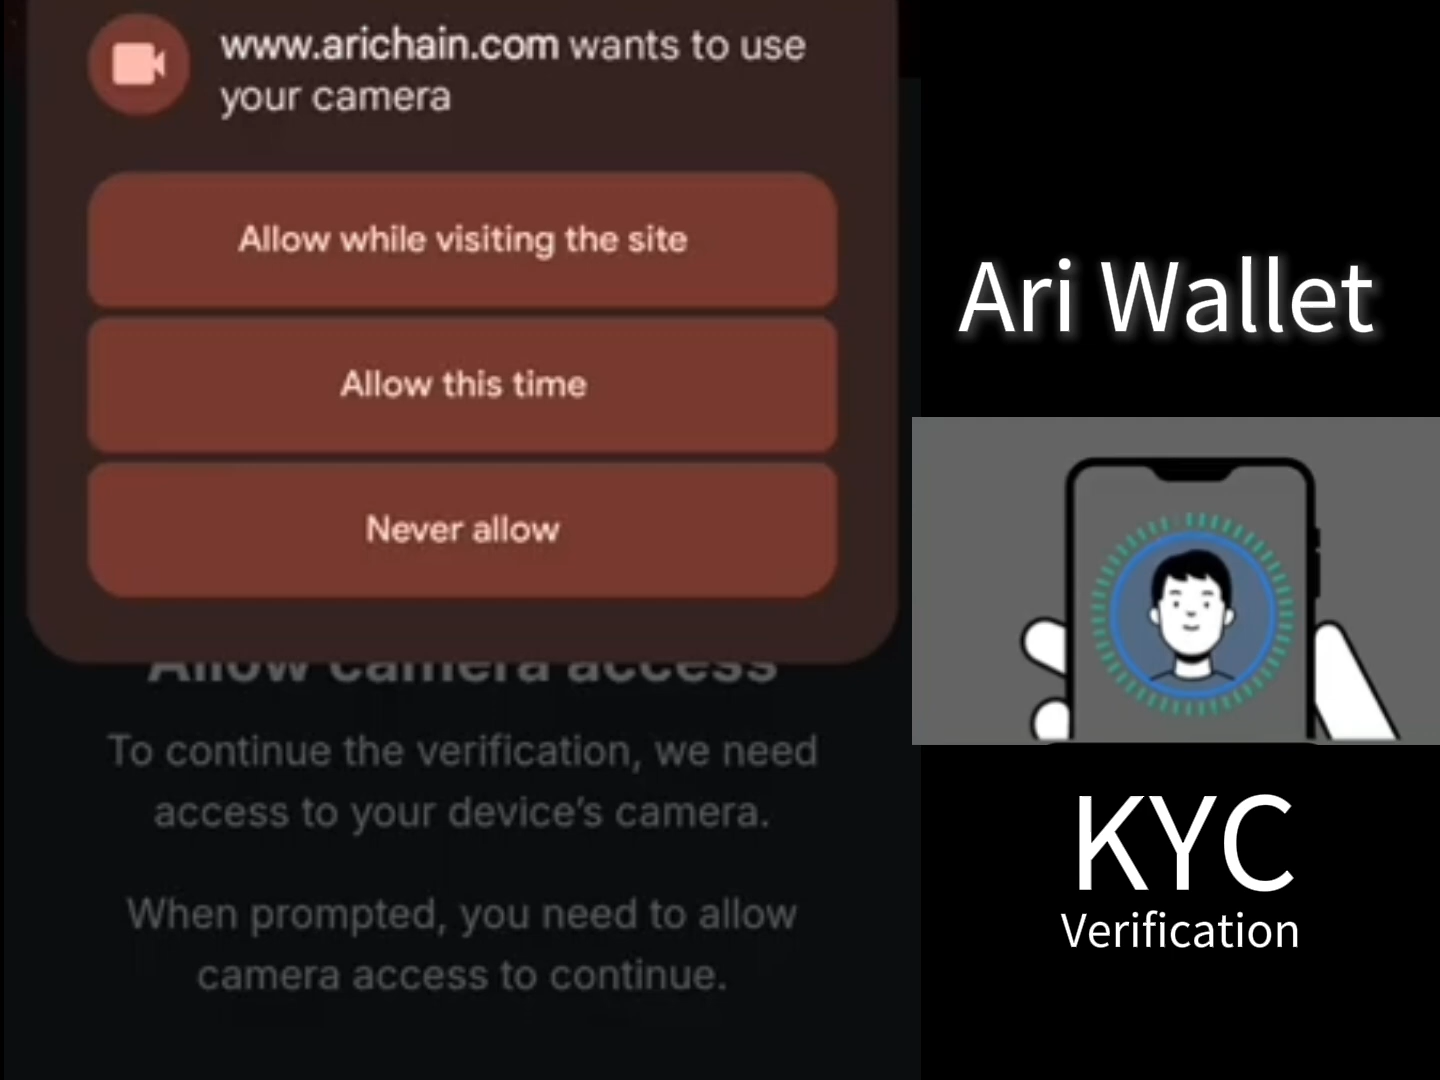 www.arichain.com wants to use
your camera
Allow while visiting the site
Allow this time
Never allow
Allow camera access
To continue the verification, we need
access to your device’s camera.
When prompted, you need to allow
camera access to continue.
Ari Wallet
KYC
Verification